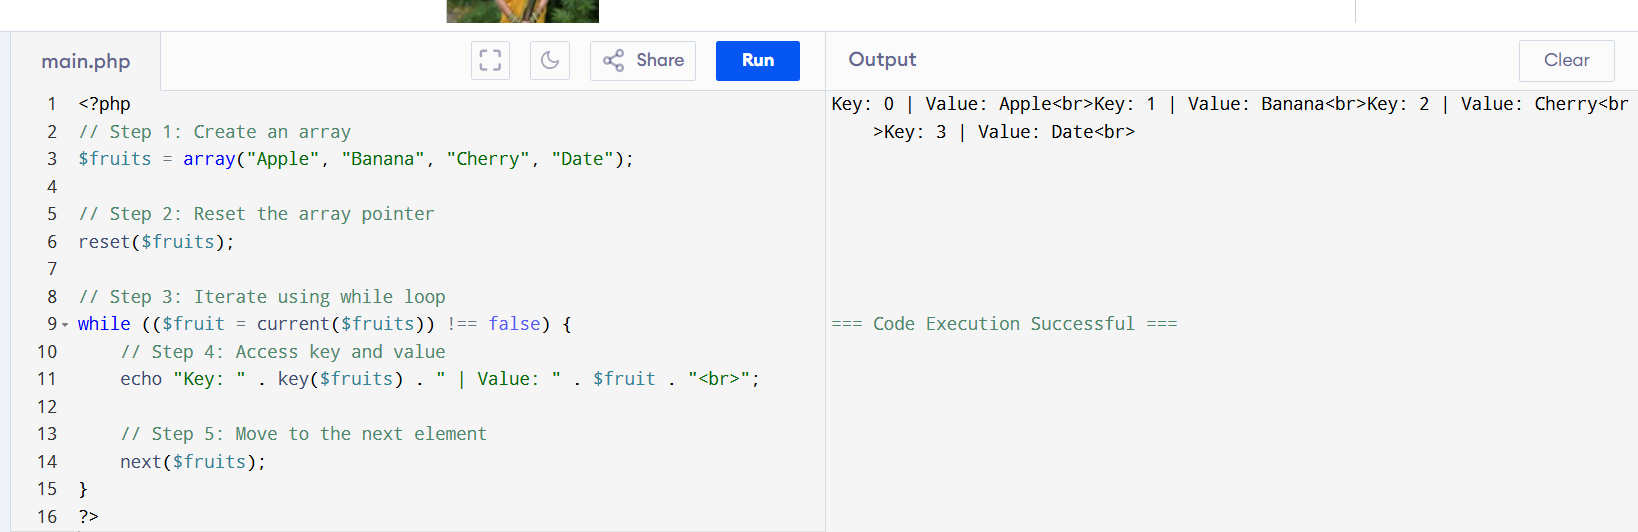 main.php
Share
Run
Output
Clear
1 <?php
2 // Step 1: Create an array
3 $fruits = array("Apple", "Banana", "Cherry", "Date");
4
5 // Step 2: Reset the array pointer
6 reset($fruits);
7
8 // Step 3: Iterate using while loop
9 while (($fruit = current($fruits)) !== false) {
10     // Step 4: Access key and value
11     echo "Key: " . key($fruits) . " | Value: " . $fruit . "<br>";
12
13     // Step 5: Move to the next element
14     next($fruits);
15 }
16 ?>
Key: 0 | Value: Apple<br>Key: 1 | Value: Banana<br>Key: 2 | Value: Cherry<br
    >Key: 3 | Value: Date<br>
=== Code Execution Successful ===